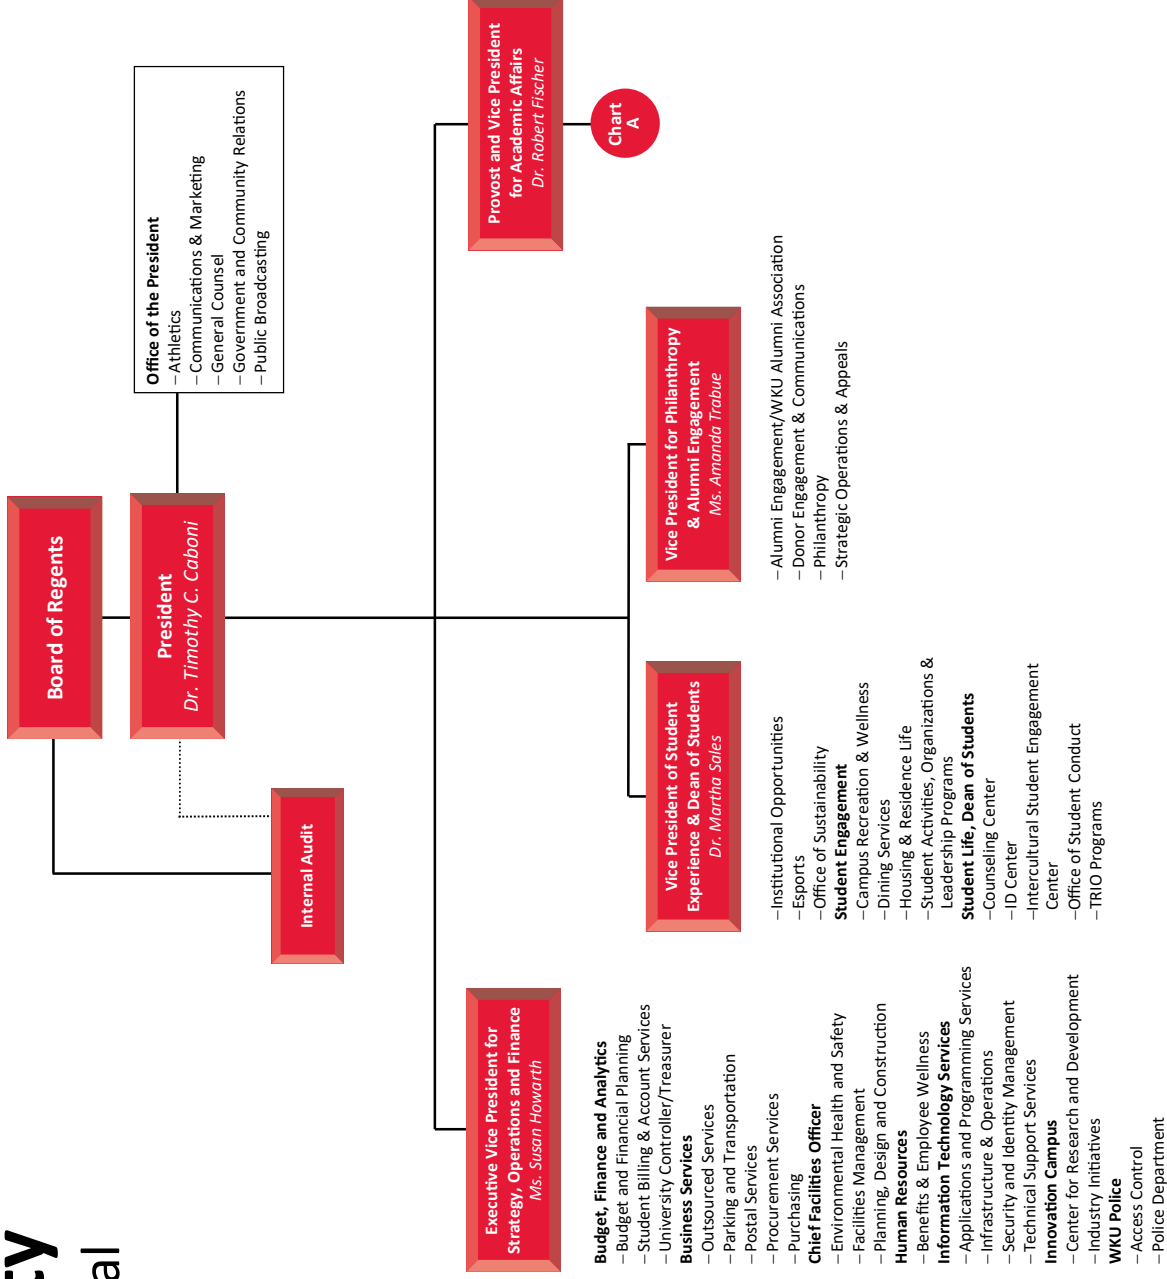 ty
al
Board of Regents
President
Dr. Timothy C. Caboni
Office of the President
– Athletics
– Communications & Marketing
– General Counsel
– Government and Community Relations
– Public Broadcasting
Internal Audit
Executive Vice President for
Strategy, Operations and Finance
Ms. Susan Howarth
Budget, Finance and Analytics
– Budget and Financial Planning
– Student Billing & Account Services
– University Controller/Treasurer
Business Services
– Outsourced Services
– Parking and Transportation
– Postal Services
– Procurement Services
– Purchasing
Chief Facilities Officer
– Environmental Health and Safety
– Facilities Management
– Planning, Design and Construction
Human Resources
– Benefits & Employee Wellness
Information Technology Services
– Applications and Programming Services
– Infrastructure & Operations
– Security and Identity Management
– Technical Support Services
Innovation Campus
– Center for Research and Development
– Industry Initiatives
WKU Police
– Access Control
– Police Department
Vice President of Student
Experience & Dean of Students
Dr. Martha Sales
– Institutional Opportunities
– Esports
– Office of Sustainability
Student Engagement
– Campus Recreation & Wellness
– Dining Services
– Housing & Residence Life
– Student Activities, Organizations &
Leadership Programs
Student Life, Dean of Students
– Counseling Center
– ID Center
– Intercultural Student Engagement
Center
– Office of Student Conduct
– TRIO Programs
Vice President for Philanthropy
& Alumni Engagement
Ms. Amanda Trabue
– Alumni Engagement/WKU Alumni Association
– Donor Engagement & Communications
– Philanthropy
– Strategic Operations & Appeals
Provost and Vice President
for Academic Affairs
Dr. Robert Fischer
Chart
A